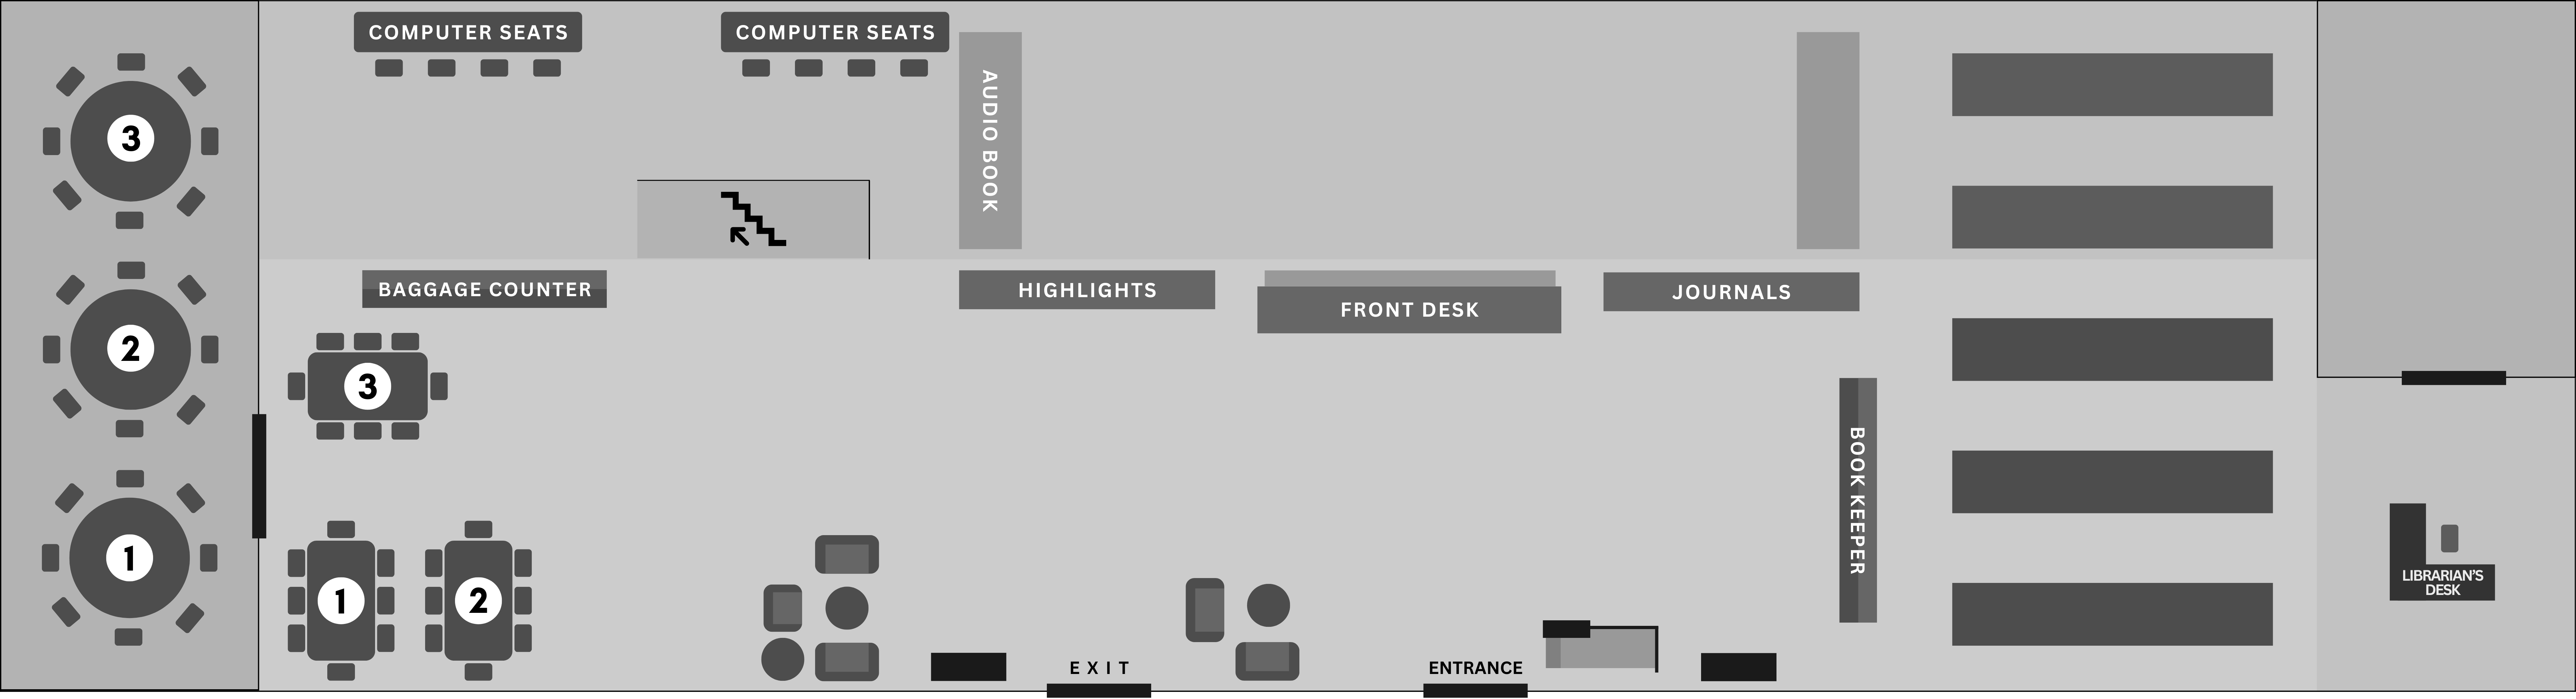 COMPUTER SEATS
COMPUTER SEATS
3
AUDIO BOOK
BAGGAGE COUNTER
HIGHLIGHTS
FRONT DESK
JOURNALS
2
3
BOOK KEEPER
1
1
2
LIBRARIAN'S
DESK
EXIT
ENTRANCE